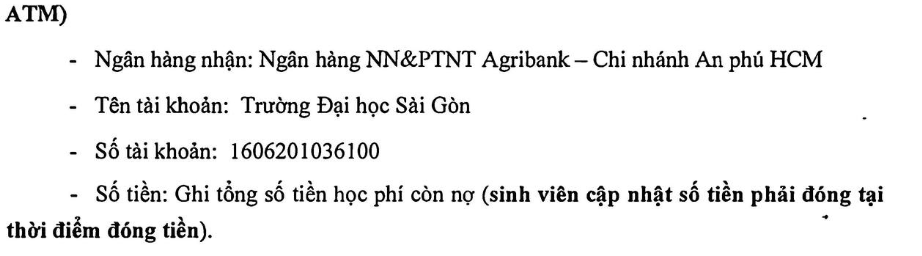 ATM)
- Ngân hàng nhận: Ngân hàng NN&PTNT Agribank – Chi nhánh An phú HCM
- Tên tài khoản: Trường Đại học Sài Gòn
- Số tài khoản: 1606201036100
- Số tiền: Ghi tổng số tiền học phí còn nợ (sinh viên cập nhật số tiền phải đóng tại
thời điểm đóng tiền).